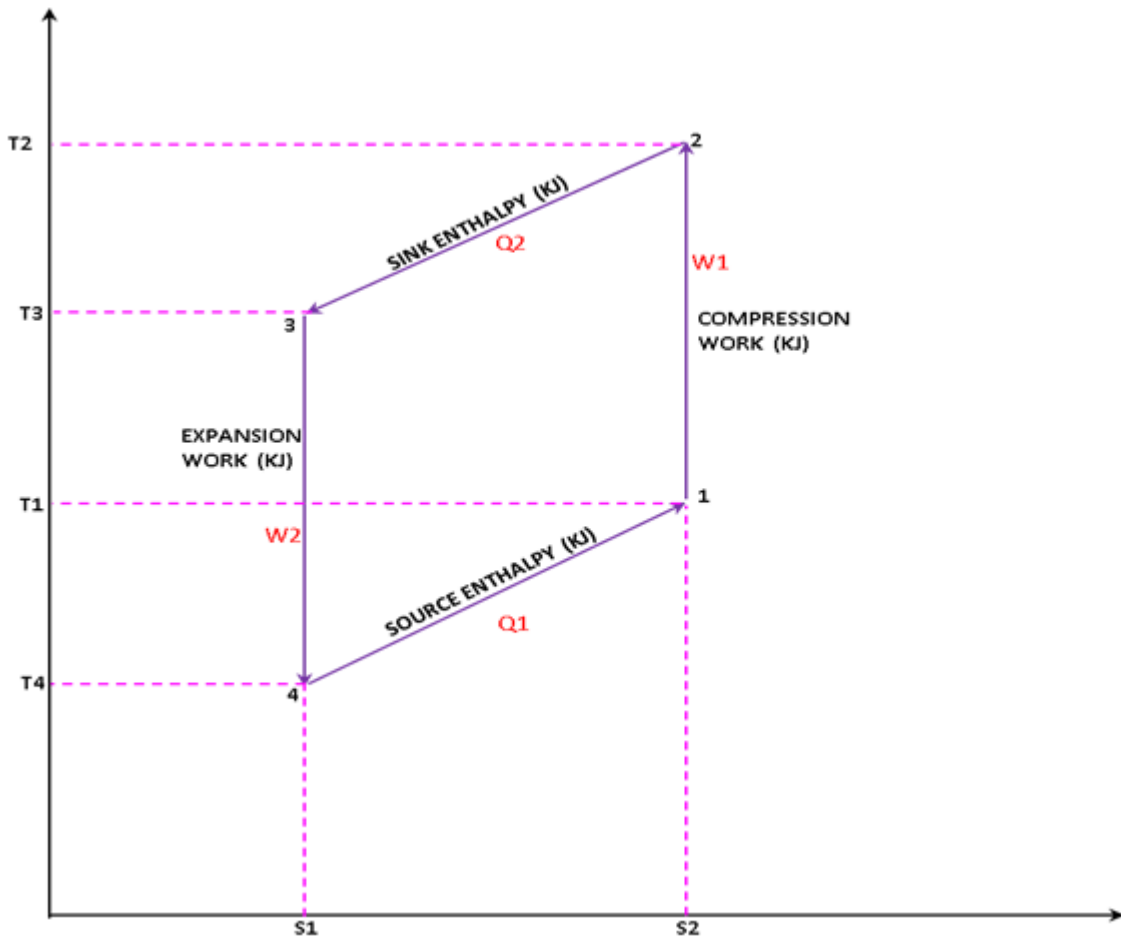 T2
2
SINK ENTHALPY (KJ)
Q2
W1
T3
3
COMPRESSION
WORK (KJ)
EXPANSION
WORK (KJ)
T1
1
W2
SOURCE ENTHALPY (KJ)
Q1
T4
4
S1
S2